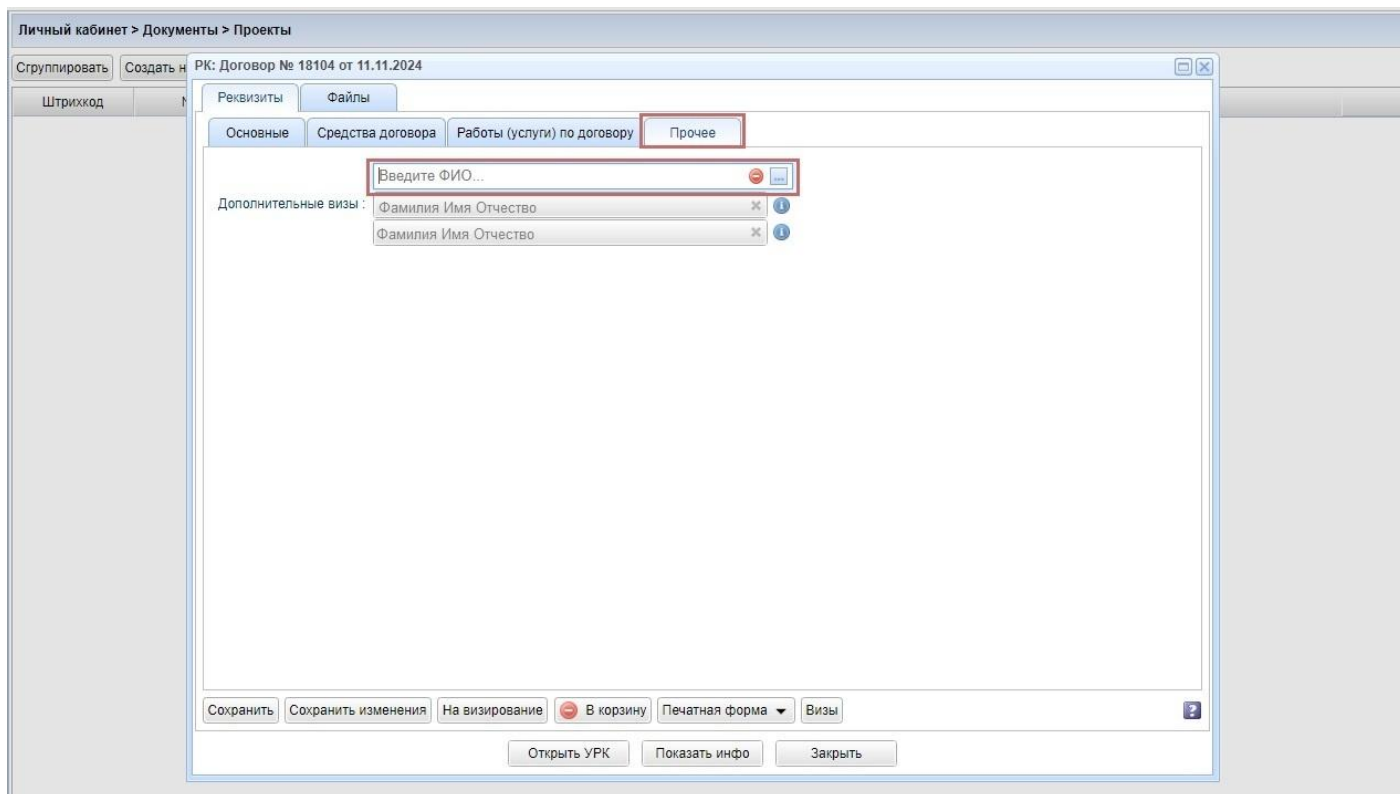 Личный кабинет > Документы > Проекты
Сгруппировать Создать н
РК: Договор № 18104 от 11.11.2024
Штрихкод
Реквизиты Файлы
Основные Средства договора Работы (услуги) по договору Прочее
Введите ФИО...
Дополнительные визы : Фамилия Имя Отчество
Фамилия Имя Отчество
Сохранить Сохранить изменения На визирование В корзину Печатная форма Визы
Открыть УРК Показать инфо Закрыть